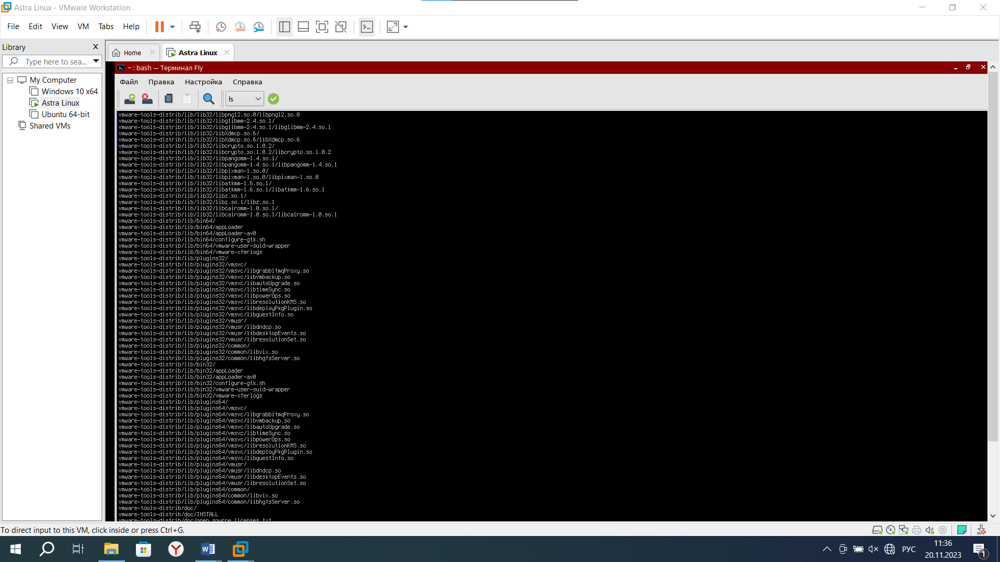 Astra Linux - VMware Workstation
File Edit View VM Tabs Help
Library
Type here to sea...
My Computer
Windows 10 x64
Astra Linux
Ubuntu 64-bit
Shared VMs
Home
Astra Linux
~ : bash — Терминал Fly
Файл Правка Настройка Справка
ls
vmware-tools-distrib/lib/lib32/libpng12.so.0/libpng12.so.0
vmware-tools-distrib/lib/lib32/libglibmm-2.4.so.1/
vmware-tools-distrib/lib/lib32/libglibmm-2.4.so.1/libglibmm-2.4.so.1
vmware-tools-distrib/lib/lib32/libXdmcp.so.6/
vmware-tools-distrib/lib/lib32/libXdmcp.so.6/libXdmcp.so.6
vmware-tools-distrib/lib/lib32/libcrypto.so.1.0.2/
vmware-tools-distrib/lib/lib32/libcrypto.so.1.0.2/libcrypto.so.1.0.2
vmware-tools-distrib/lib/lib32/libpangomm-1.4.so.1/
vmware-tools-distrib/lib/lib32/libpangomm-1.4.so.1/libpangomm-1.4.so.1
vmware-tools-distrib/lib/lib32/libpixman-1.so.0/
vmware-tools-distrib/lib/lib32/libpixman-1.so.0/libpixman-1.so.0
vmware-tools-distrib/lib/lib32/libatkmm-1.6.so.1/
vmware-tools-distrib/lib/lib32/libatkmm-1.6.so.1/libatkmm-1.6.so.1
vmware-tools-distrib/lib/lib32/libz.so.1/
vmware-tools-distrib/lib/lib32/libz.so.1/libz.so.1
vmware-tools-distrib/lib/lib32/libcairomm-1.0.so.1/
vmware-tools-distrib/lib/lib32/libcairomm-1.0.so.1/libcairomm-1.0.so.1
vmware-tools-distrib/lib/bin64/
vmware-tools-distrib/lib/bin64/appLoader
vmware-tools-distrib/lib/bin64/appLoader-av0
vmware-tools-distrib/lib/bin64/configure-gtk.sh
vmware-tools-distrib/lib/bin64/vmware-user-suid-wrapper
vmware-tools-distrib/lib/bin64/vmware-xferlogs
vmware-tools-distrib/lib/plugins32/
vmware-tools-distrib/lib/plugins32/vmsvc/
vmware-tools-distrib/lib/plugins32/vmsvc/libgrabbitmqProxy.so
vmware-tools-distrib/lib/plugins32/vmsvc/libvmbackup.so
vmware-tools-distrib/lib/plugins32/vmsvc/libautoUpgrade.so
vmware-tools-distrib/lib/plugins32/vmsvc/libtimeSync.so
vmware-tools-distrib/lib/plugins32/vmsvc/libpowerOps.so
vmware-tools-distrib/lib/plugins32/vmsvc/libresolutionKMS.so
vmware-tools-distrib/lib/plugins32/vmsvc/libdeployPkgPlugin.so
vmware-tools-distrib/lib/plugins32/vmsvc/libguestInfo.so
vmware-tools-distrib/lib/plugins32/vmusr/
vmware-tools-distrib/lib/plugins32/vmusr/libdndcp.so
vmware-tools-distrib/lib/plugins32/vmusr/libdesktopEvents.so
vmware-tools-distrib/lib/plugins32/vmusr/libresolutionSet.so
vmware-tools-distrib/lib/plugins32/common/
vmware-tools-distrib/lib/plugins32/common/libvix.so
vmware-tools-distrib/lib/plugins32/common/libhgfsServer.so
vmware-tools-distrib/lib/bin32/
vmware-tools-distrib/lib/bin32/appLoader
vmware-tools-distrib/lib/bin32/appLoader-av0
vmware-tools-distrib/lib/bin32/configure-gtk.sh
vmware-tools-distrib/lib/bin32/vmware-user-suid-wrapper
vmware-tools-distrib/lib/bin32/vmware-xferlogs
vmware-tools-distrib/lib/plugins64/
vmware-tools-distrib/lib/plugins64/vmsvc/
vmware-tools-distrib/lib/plugins64/vmsvc/libgrabbitmqProxy.so
vmware-tools-distrib/lib/plugins64/vmsvc/libvmbackup.so
vmware-tools-distrib/lib/plugins64/vmsvc/libautoUpgrade.so
vmware-tools-distrib/lib/plugins64/vmsvc/libtimeSync.so
vmware-tools-distrib/lib/plugins64/vmsvc/libpowerOps.so
vmware-tools-distrib/lib/plugins64/vmsvc/libresolutionKMS.so
vmware-tools-distrib/lib/plugins64/vmsvc/libdeployPkgPlugin.so
vmware-tools-distrib/lib/plugins64/vmsvc/libguestInfo.so
vmware-tools-distrib/lib/plugins64/vmusr/
vmware-tools-distrib/lib/plugins64/vmusr/libdndcp.so
vmware-tools-distrib/lib/plugins64/vmusr/libdesktopEvents.so
vmware-tools-distrib/lib/plugins64/vmusr/libresolutionSet.so
vmware-tools-distrib/lib/plugins64/common/
vmware-tools-distrib/lib/plugins64/common/libvix.so
vmware-tools-distrib/lib/plugins64/common/libhgfsServer.so
vmware-tools-distrib/doc/
vmware-tools-distrib/doc/INSTALL
vmware-tools-distrib/doc/open_source_licenses.txt
To direct input to this VM, click inside or press Ctrl+G.
РУС
11:36
20.11.2023
1